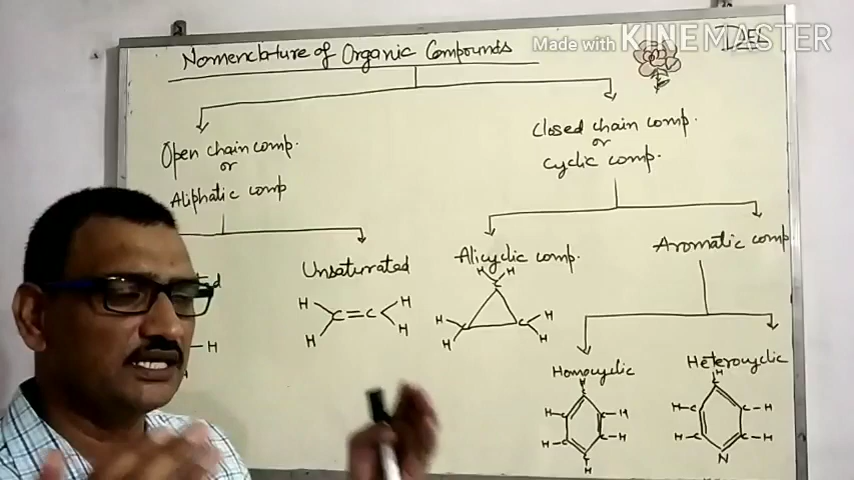 Made with KINEMASTER
Nomenclature of Organic Compounds
Open chain comp.
or
Aliphatic comp
Closed chain comp.
or
cyclic comp.
Unsaturrated
H H
C=C
H H
Alicyclic comp.
H H
C
H C C H
H H
Aromatic comp
Homocyclic
H
C
H-C C-H
H-C C-H
C
H
Heterocyclic
H
C
H-C C-H
H-C C-H
N
-H